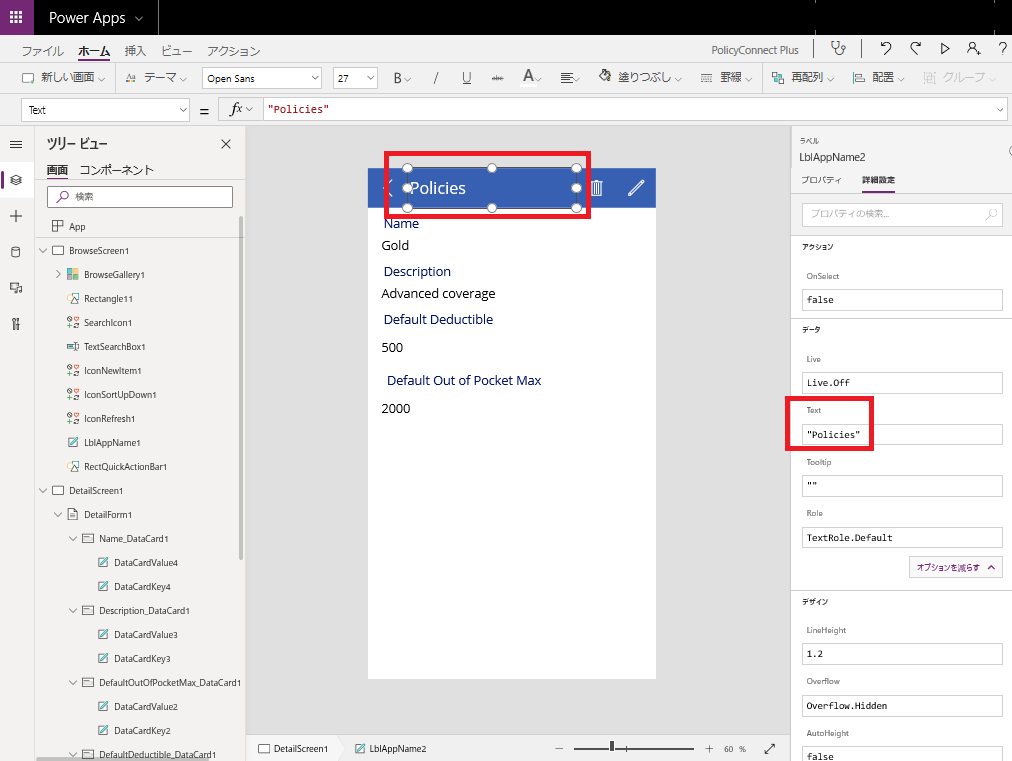 Power Apps
ファイル ホーム 挿入 ビュー アクション PolicyConnect Plus ?
新しい画面 Aa テーマ Open Sans 27 B / U abc A 塗りつぶし 罫線 再配列 配置 グループ
Text = fx "Policies"
ツリー ビュー
画面 コンポーネント
検索
App
BrowseScreen1
BrowseGallery1
Rectangle11
SearchIcon1
TextSearchBox1
IconNewItem1
IconSortUpDown1
IconRefresh1
LblAppName1
RectQuickActionBar1
DetailScreen1
DetailForm1
Name_DataCard1
DataCardValue4
DataCardKey4
Description_DataCard1
DataCardValue3
DataCardKey3
DefaultOutOfPocketMax_DataCard1
DataCardValue2
DataCardKey2
DefaultDeductible_DataCard1
Policies
Name
Gold
Description
Advanced coverage
Default Deductible
500
Default Out of Pocket Max
2000
DetailScreen1 LblAppName2 60 %
ラベル
LblAppName2
プロパティ 詳細設定
プロパティの検索...
アクション
OnSelect
false
データ
Live
Live.Off
Text
"Policies"
Tooltip
""
Role
TextRole.Default
オプションを減らす
デザイン
LineHeight
1.2
Overflow
Overflow.Hidden
AutoHeight
false